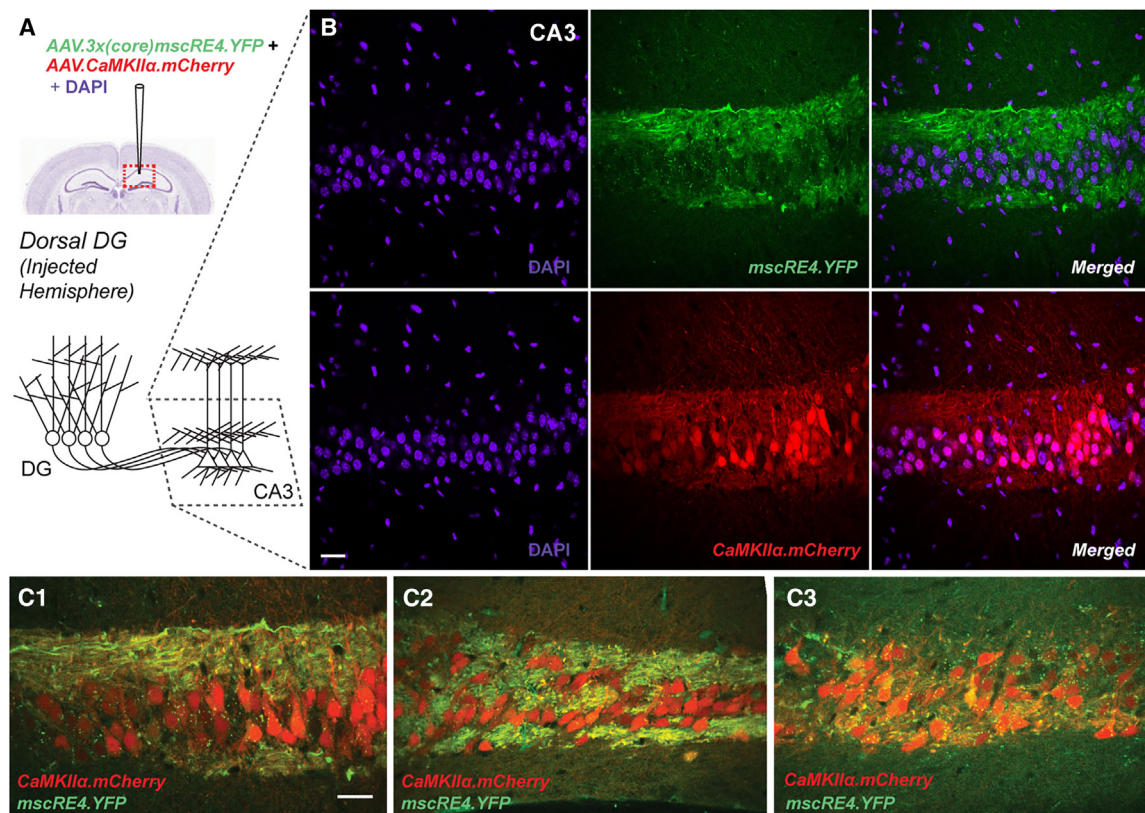 A
AAV.3x(core)mscRE4.YFP +
AAV.CaMKIIα.mCherry
+ DAPI
Dorsal DG
(Injected
Hemisphere)
DG
CA3
B
CA3
DAPI
mscRE4.YFP
Merged
DAPI
CaMKIIα.mCherry
Merged
C1
CaMKIIα.mCherry
mscRE4.YFP
C2
CaMKIIα.mCherry
mscRE4.YFP
C3
CaMKIIα.mCherry
mscRE4.YFP